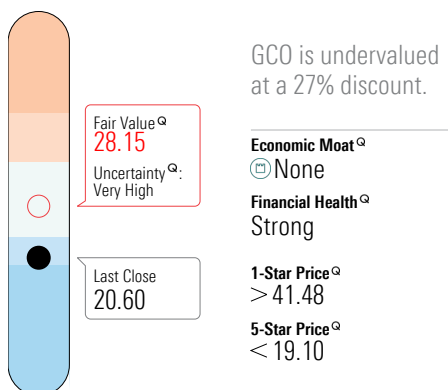 GCO is undervalued
at a 27% discount.
Fair Value Q
28.15
Uncertainty Q:
Very High
Last Close
20.60
Economic Moat Q
None
Financial Health Q
Strong
1-Star Price Q
>41.48
5-Star Price Q
<19.10